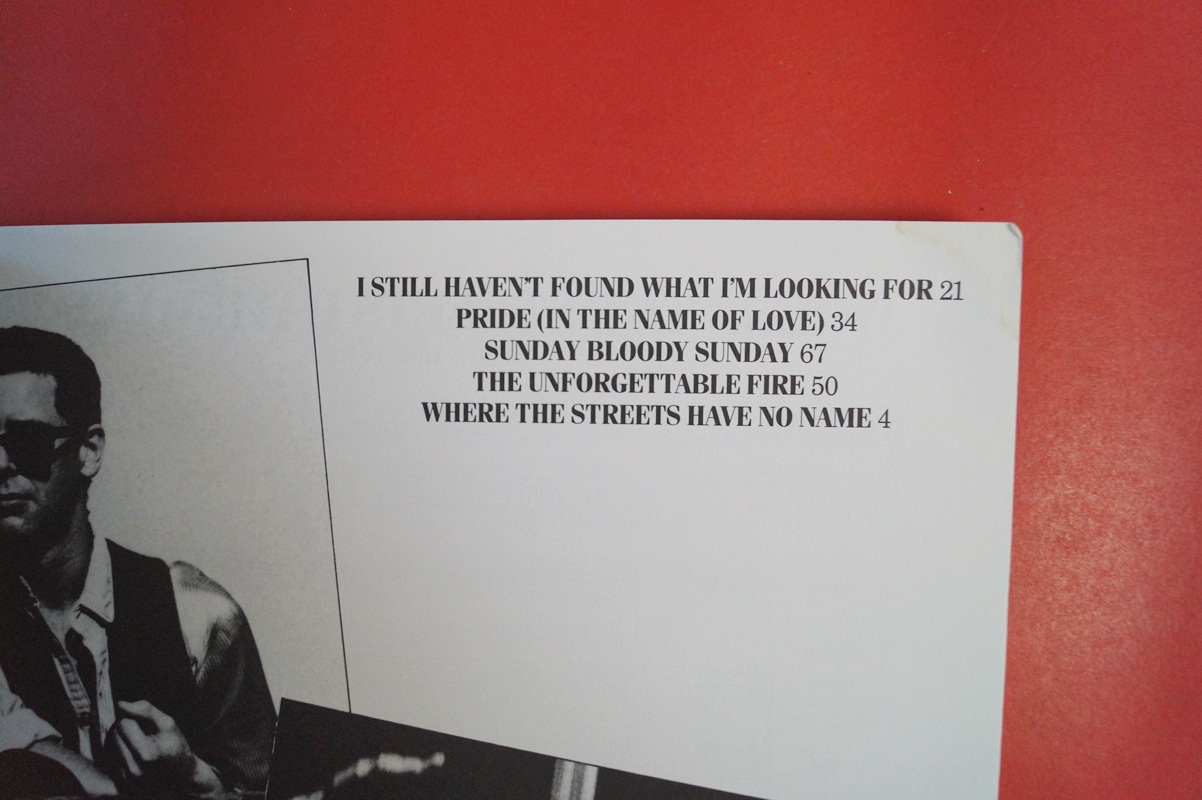 I STILL HAVEN'T FOUND WHAT I'M LOOKING FOR 21
PRIDE (IN THE NAME OF LOVE) 34
SUNDAY BLOODY SUNDAY 67
THE UNFORGETTABLE FIRE 50
WHERE THE STREETS HAVE NO NAME 4